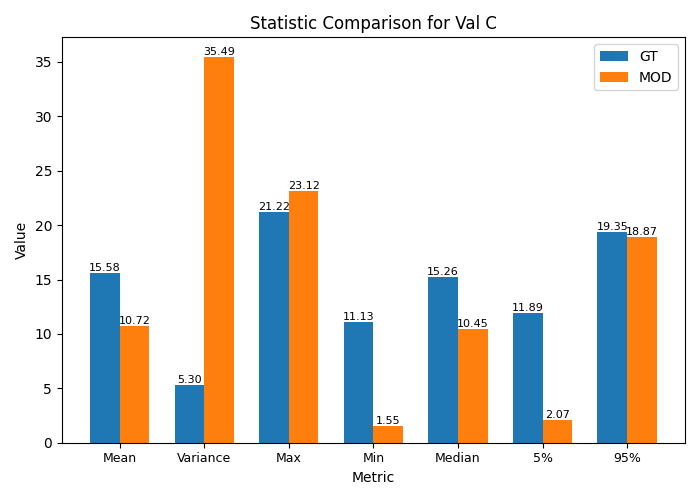 Statistic Comparison for Val C
GT
MOD
Value
35
30
25
20
15
10
5
0
15.58
10.72
5.30
35.49
21.22
23.12
11.13
1.55
15.26
10.45
11.89
2.07
19.35
18.87
Mean
Variance
Max
Min
Median
5%
95%
Metric